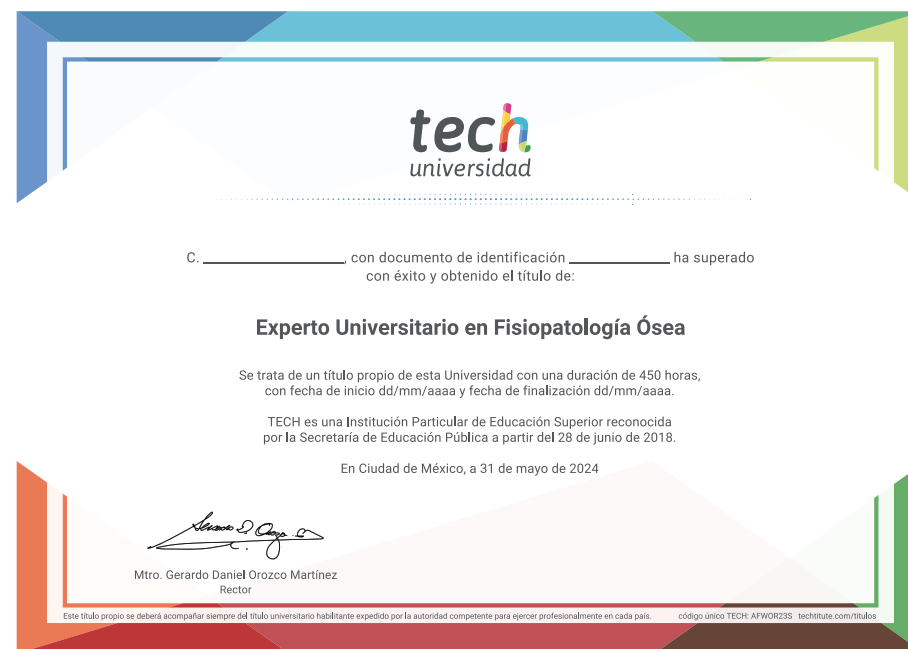 tech
universidad
C. ________________, con documento de identificación ____________ ha superado
con éxito y obtenido el título de:
Experto Universitario en Fisiopatología Ósea
Se trata de un título propio de esta Universidad con una duración de 450 horas,
con fecha de inicio dd/mm/aaaa y fecha de finalización dd/mm/aaaa.
TECH es una Institución Particular de Educación Superior reconocida
por la Secretaría de Educación Pública a partir del 28 de junio de 2018.
En Ciudad de México, a 31 de mayo de 2024
Mtro. Gerardo Daniel Orozco Martínez
Rector
Este título propio se deberá acompañar siempre del título universitario habilitante expedido por la autoridad competente para ejercer profesionalmente en cada país. código único TECH: AFWOR23S techtitute.com/titulos